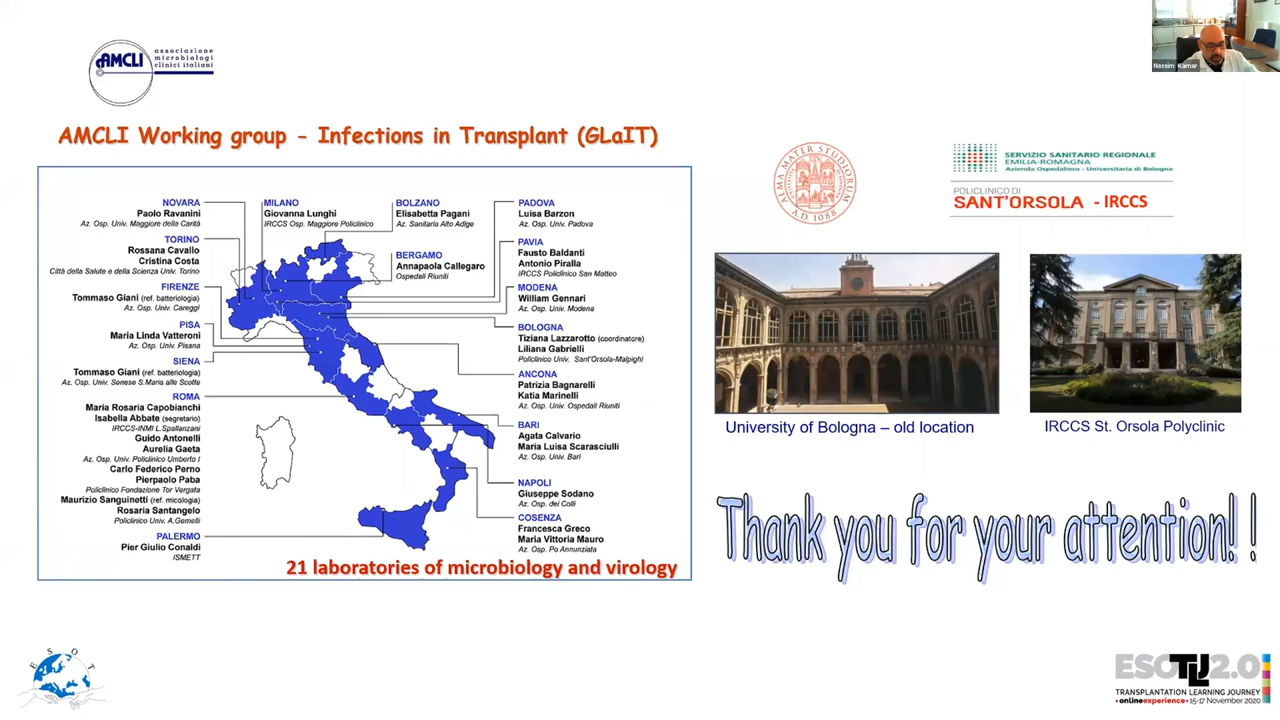 AMCLI
associazione
microbiologi
clinici italiani
Nassim Kamar
AMCLI Working group - Infections in Transplant (GLaIT)
NOVARA
Paolo Ravanini
Az. Osp. Univ. Maggiore della Carità
TORINO
Rossana Cavallo
Cristina Costa
Città della Salute e della Scienza Univ. Torino
FIRENZE
Tommaso Giani (ref. batteriologia)
Az. Osp. Univ. Careggi
PISA
Maria Linda Vatteroni
Az. Osp. Univ. Pisana
SIENA
Tommaso Giani (ref. batteriologia)
Az. Osp. Univ. Senese S.Maria alle Scotte
ROMA
Maria Rosaria Capobianchi
Isabella Abbate (segretario)
IRCCS-INMI L.Spallanzani
Guido Antonelli
Aurelia Gaeta
Az. Osp. Univ. Policlinico Umberto I
Carlo Federico Perno
Pierpaolo Paba
Policlinico Fondazione Tor Vergata
Maurizio Sanguinetti (ref. micologia)
Rosaria Santangelo
Policlinico Univ. A.Gemelli
PALERMO
Pier Giulio Conaldi
ISMETT
MILANO
Giovanna Lunghi
IRCCS Osp. Maggiore Policlinico
BOLZANO
Elisabetta Pagani
Az. Sanitaria Alto Adige
BERGAMO
Annapaola Callegaro
Ospedali Riuniti
PADOVA
Luisa Barzon
Az. Osp. Univ. Padova
PAVIA
Fausto Baldanti
Antonio Piralla
IRCCS Policlinico San Matteo
MODENA
William Gennari
Az. Osp. Univ. Modena
BOLOGNA
Tiziana Lazzarotto (coordinatore)
Liliana Gabrielli
Policlinico Univ. Sant'Orsola-Malpighi
ANCONA
Patrizia Bagnarelli
Katia Marinelli
Az. Osp. Univ. Ospedali Riuniti
BARI
Agata Calvario
Maria Luisa Scarasciulli
Az. Osp. Univ. Bari
NAPOLI
Giuseppe Sodano
Az. Osp. dei Colli
COSENZA
Francesca Greco
Maria Vittoria Mauro
Az. Osp. Po Annunziata
21 laboratories of microbiology and virology
ALMA MATER STUDIORUM
A.D. 1088
SERVIZIO SANITARIO REGIONALE
EMILIA-ROMAGNA
Azienda Ospedaliero - Universitaria di Bologna
POLICLINICO DI
SANT'ORSOLA - IRCCS
University of Bologna – old location
IRCCS St. Orsola Polyclinic
Thank you for your attention! !
ESOT
ESOTLJ2.0
TRANSPLANTATION LEARNING JOURNEY
• onlineexperience • 15-17 November 2020